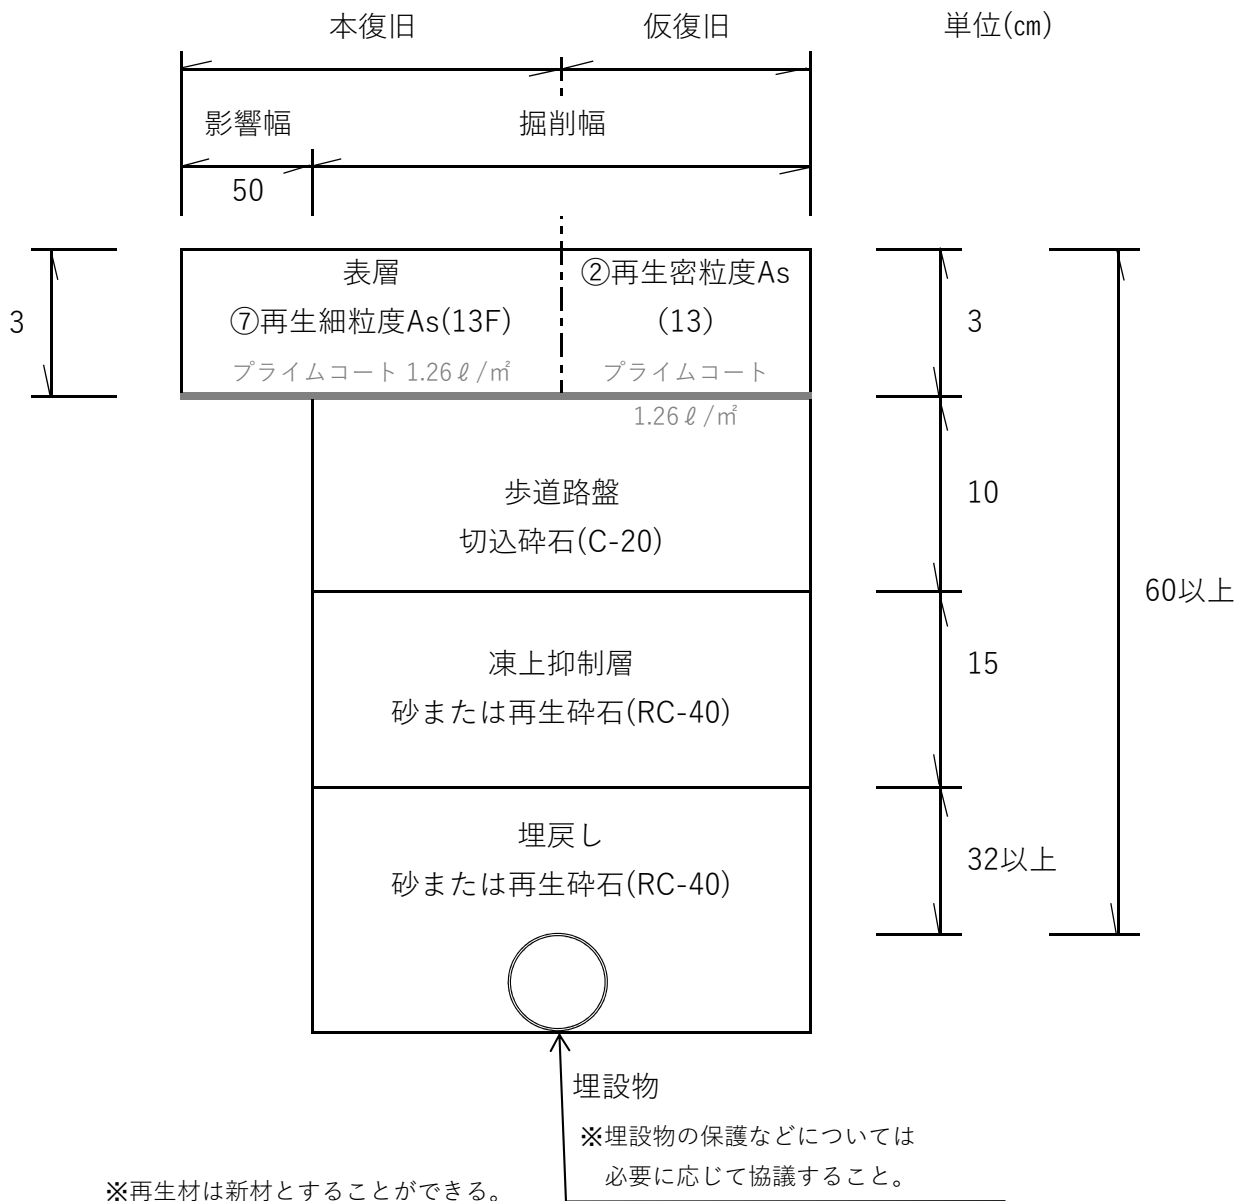 本復旧
仮復旧
単位(㎝)
影響幅
掘削幅
50
表層
②再生密粒度As
3
⑦再生細粒度As(13F)
(13)
3
プライムコート 1.26ℓ/㎡
プライムコート
1.26ℓ/㎡
歩道路盤
10
切込砕石(C-20)
60以上
凍上抑制層
15
砂または再生砕石(RC-40)
埋戻し
32以上
砂または再生砕石(RC-40)
埋設物
※埋設物の保護などについては
必要に応じて協議すること。
※再生材は新材とすることができる。